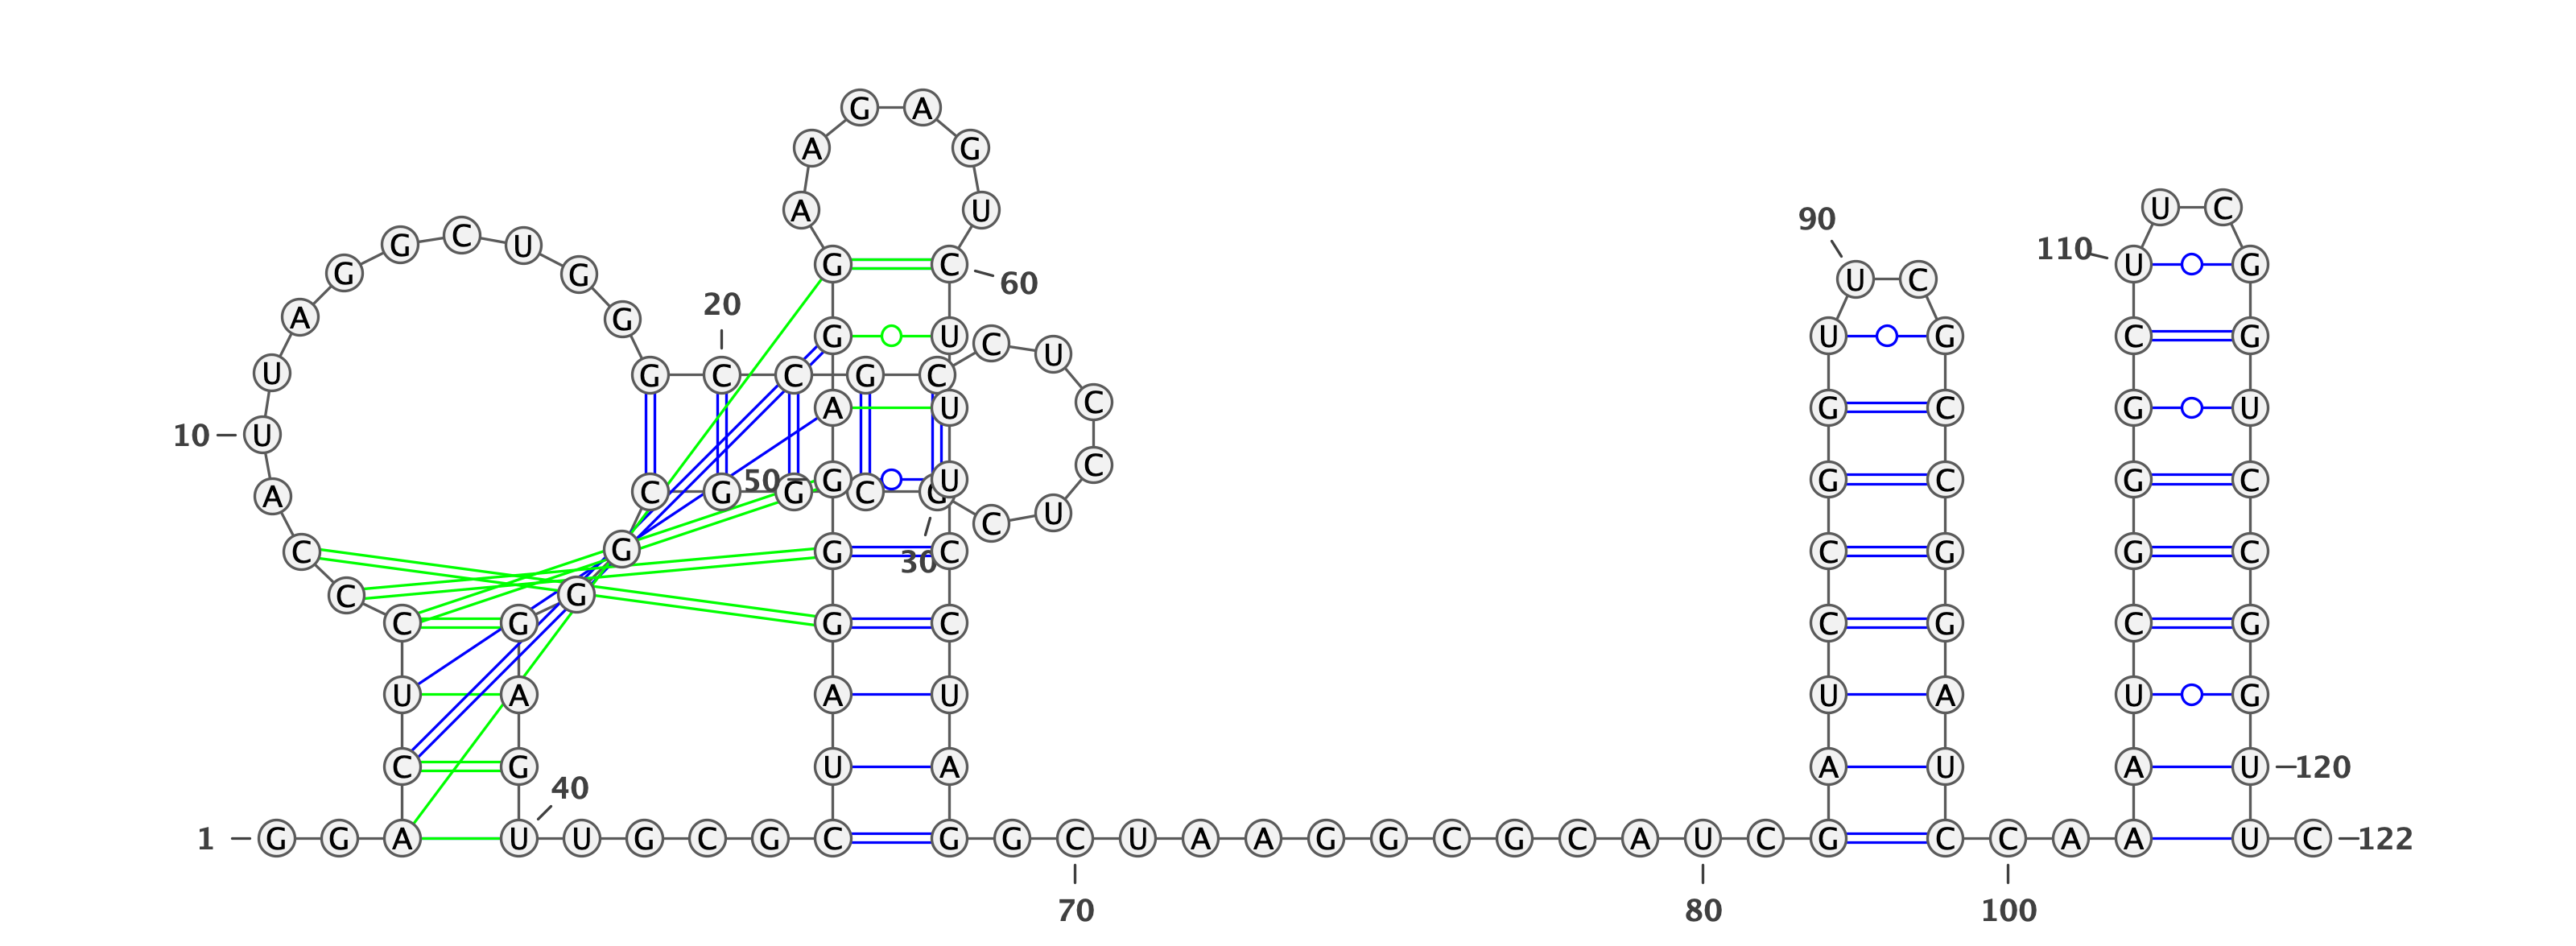 G A
A G
A U U C
90
G C U 110
G C U G
G G U C
60
20
A G
G U C U G C G
U
U G C C G C
C
A U G C G U
10 U
C
50 G U G C G C
A C G G C G
C U
C G G C C G G C
30
C G
C G G C C G C G
U A A U U A U G
C G U A A U A U 120
40
1 G G A U U G C G C G G C U A A G G C G C A U C G C C A A U C 122
70 80 100